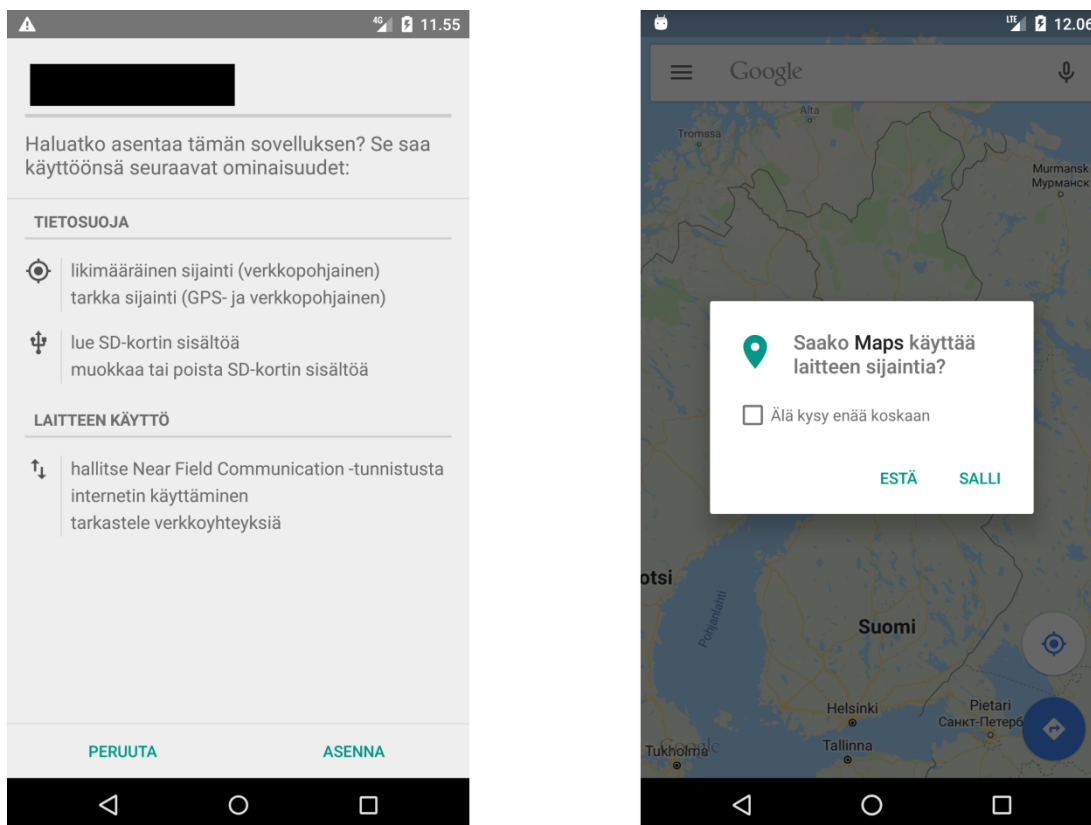 4G 11.55
Haluatko asentaa tämän sovelluksen? Se saa
käyttöönsä seuraavat ominaisuudet:
TIETOSUOJA
likimääräinen sijainti (verkkopohjainen)
tarkka sijainti (GPS- ja verkkopohjainen)
lue SD-kortin sisältöä
muokkaa tai poista SD-kortin sisältöä
LAITTEEN KÄYTTÖ
hallitse Near Field Communication -tunnistusta
internetin käyttäminen
tarkastele verkkoyhteyksiä
PERUUTA ASENNA
LTE 12.06
Google
Alta
Tromssa
Murmansk
Мурманск
Saako Maps käyttää
laitteen sijaintia?
Älä kysy enää koskaan
ESTÄ SALLI
otsi
Pohjanlahti
Suomi
Helsinki
Pietari
Санкт-Петерб
Tallinna
Tukholma
Google